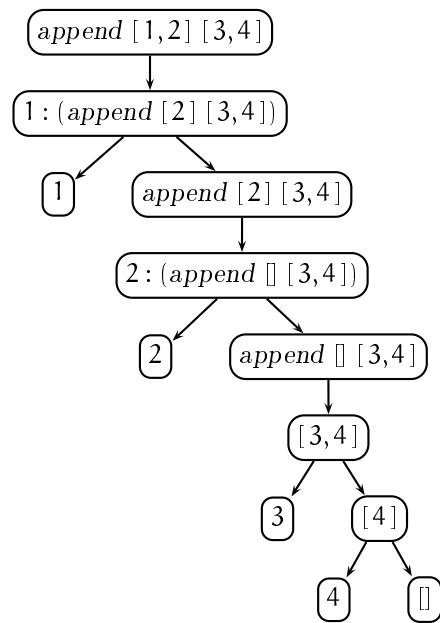 append [1,2] [3,4]
1 : (append [2] [3,4])
1
append [2] [3,4]
2 : (append [] [3,4])
2
append [] [3,4]
[3,4]
3
[4]
4
[]